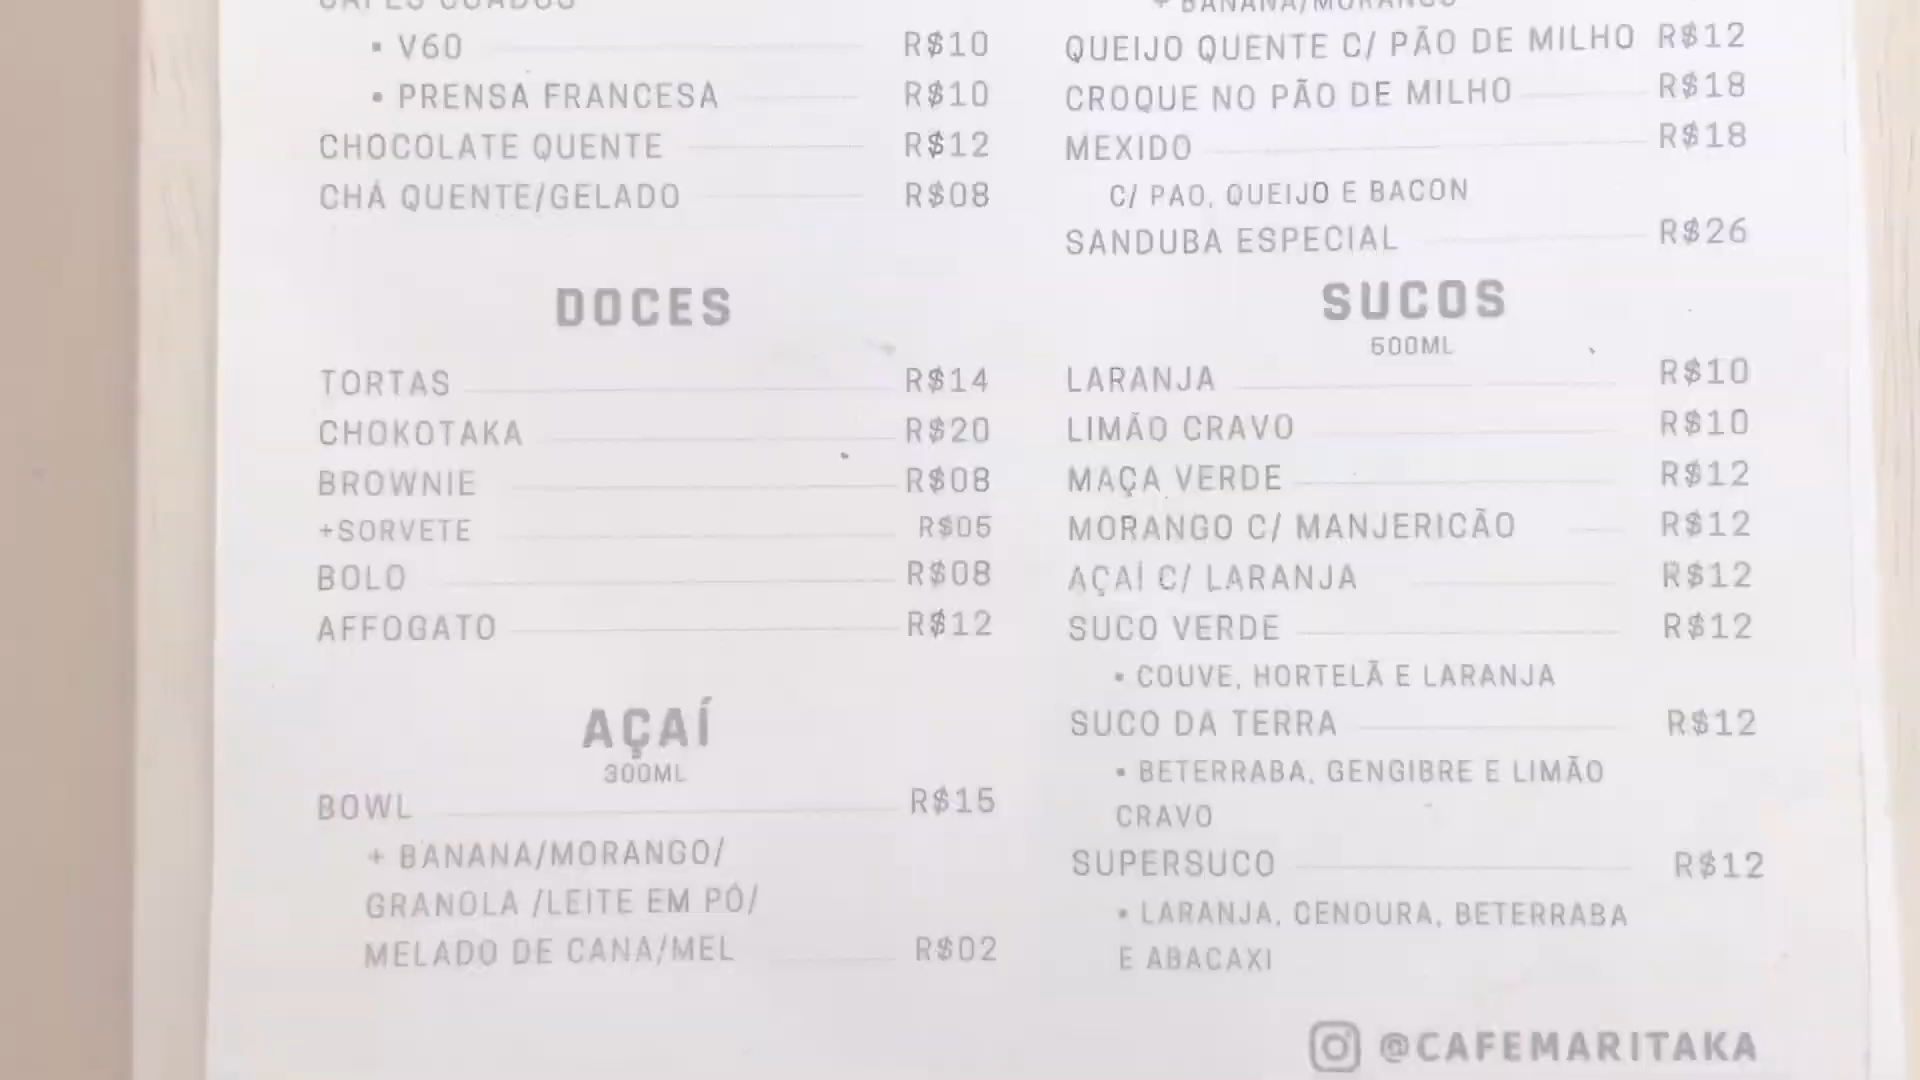 CAFÉS COADOS
• V60 R$10
• PRENSA FRANCESA R$10
CHOCOLATE QUENTE R$12
CHÁ QUENTE/GELADO R$08
DOCES
TORTAS R$14
CHOKOTAKA R$20
BROWNIE R$08
+SORVETE R$05
BOLO R$08
AFFOGATO R$12
AÇAÍ
300ML
BOWL R$15
+ BANANA/MORANGO/
GRANOLA /LEITE EM PÓ/
MELADO DE CANA/MEL R$02
+ BANANA/MORANGO
QUEIJO QUENTE C/ PÃO DE MILHO R$12
CROQUE NO PÃO DE MILHO R$18
MEXIDO R$18
C/ PAO, QUEIJO E BACON
SANDUBA ESPECIAL R$26
SUCOS
500ML
LARANJA R$10
LIMÃO CRAVO R$10
MAÇA VERDE R$12
MORANGO C/ MANJERICÃO R$12
AÇAÍ C/ LARANJA R$12
SUCO VERDE R$12
• COUVE, HORTELÃ E LARANJA
SUCO DA TERRA R$12
• BETERRABA, GENGIBRE E LIMÃO
CRAVO
SUPERSUCO R$12
• LARANJA, CENOURA, BETERRABA
E ABACAXI
@CAFEMARITAKA